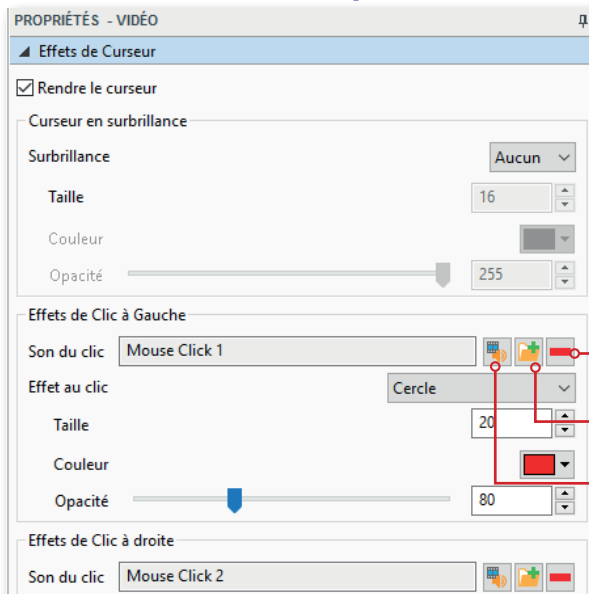 PROPRIÉTÉS - VIDÉO
Effets de Curseur
Rendre le curseur
Curseur en surbrillance
Surbrillance Aucun
Taille 16
Couleur
Opacité 255
Effets de Clic à Gauche
Son du clic Mouse Click 1
Effet au clic Cercle
Taille 20
Couleur
Opacité 80
Effets de Clic à droite
Son du clic Mouse Click 2